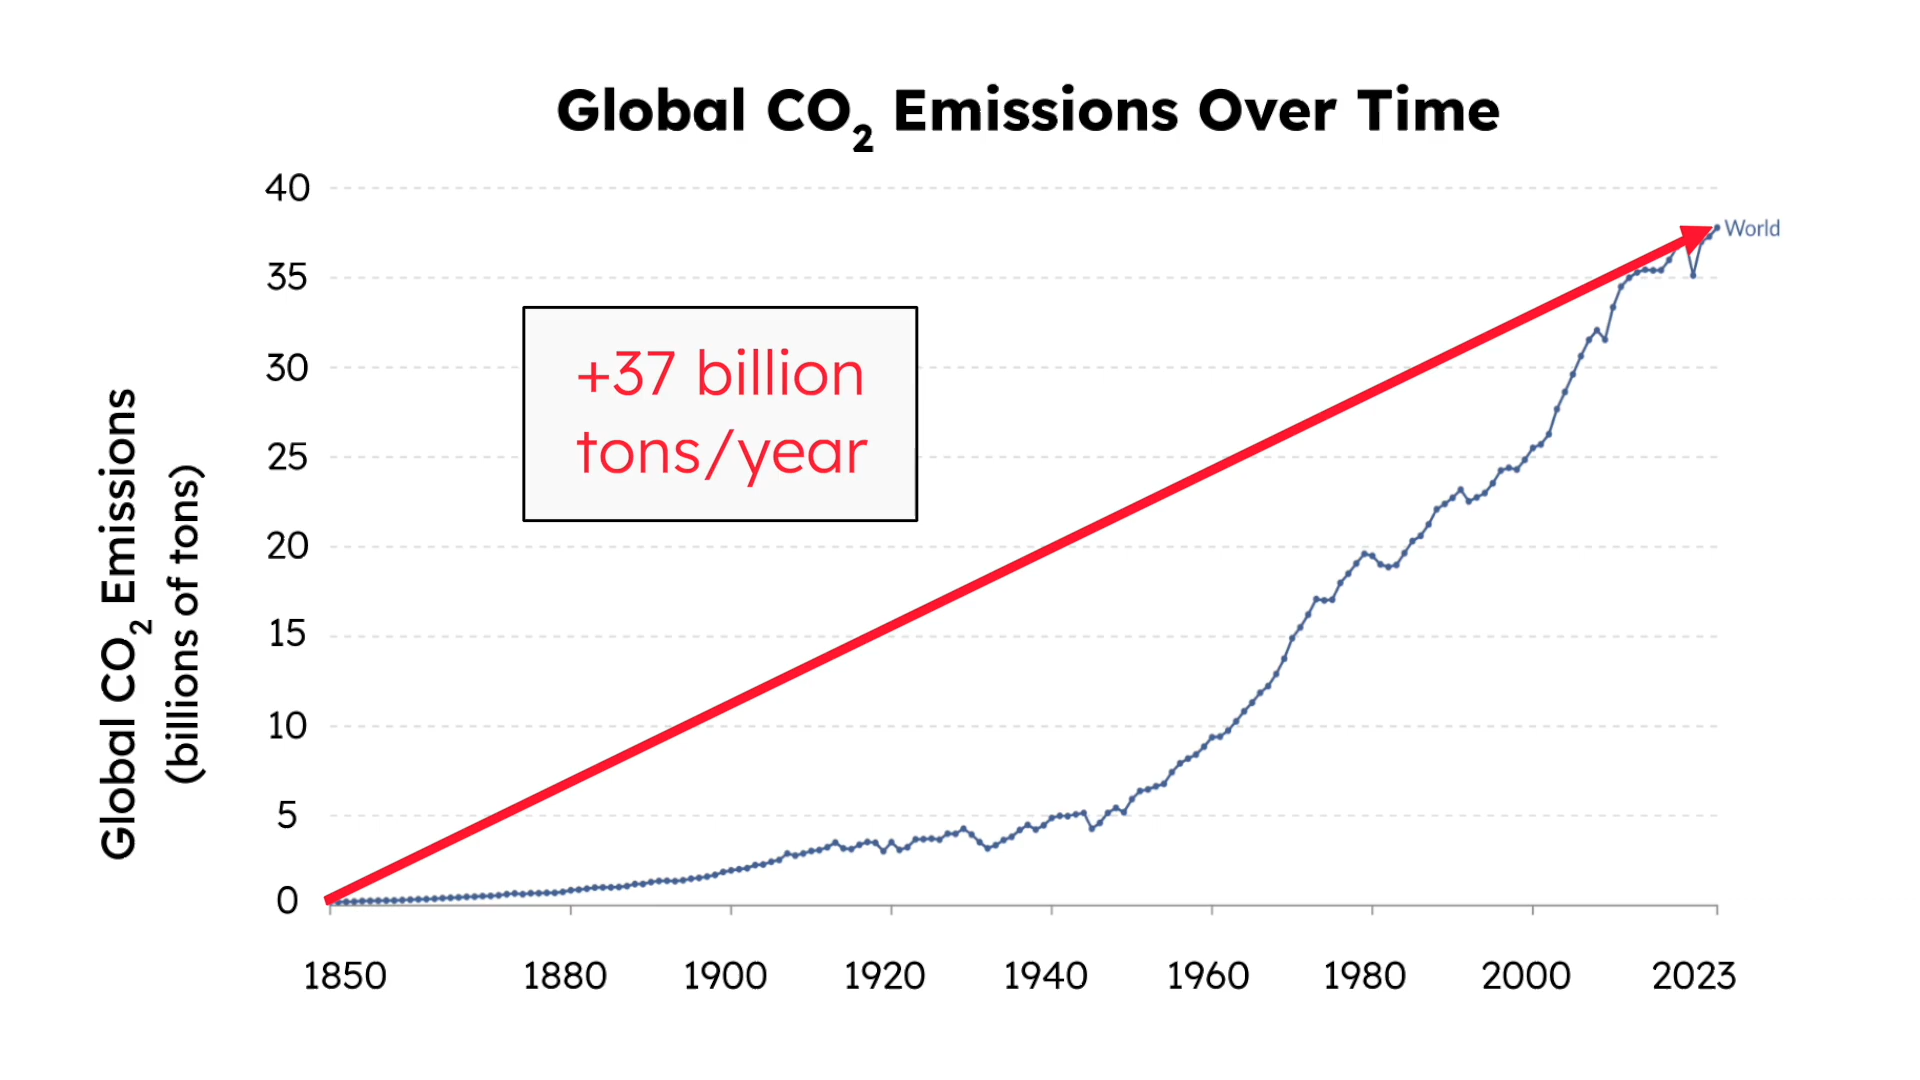 Global CO₂ Emissions Over Time
40
35
30
25
20
15
10
5
0
Global CO₂ Emissions
(billions of tons)
+37 billion
tons/year
World
1850 1880 1900 1920 1940 1960 1980 2000 2023